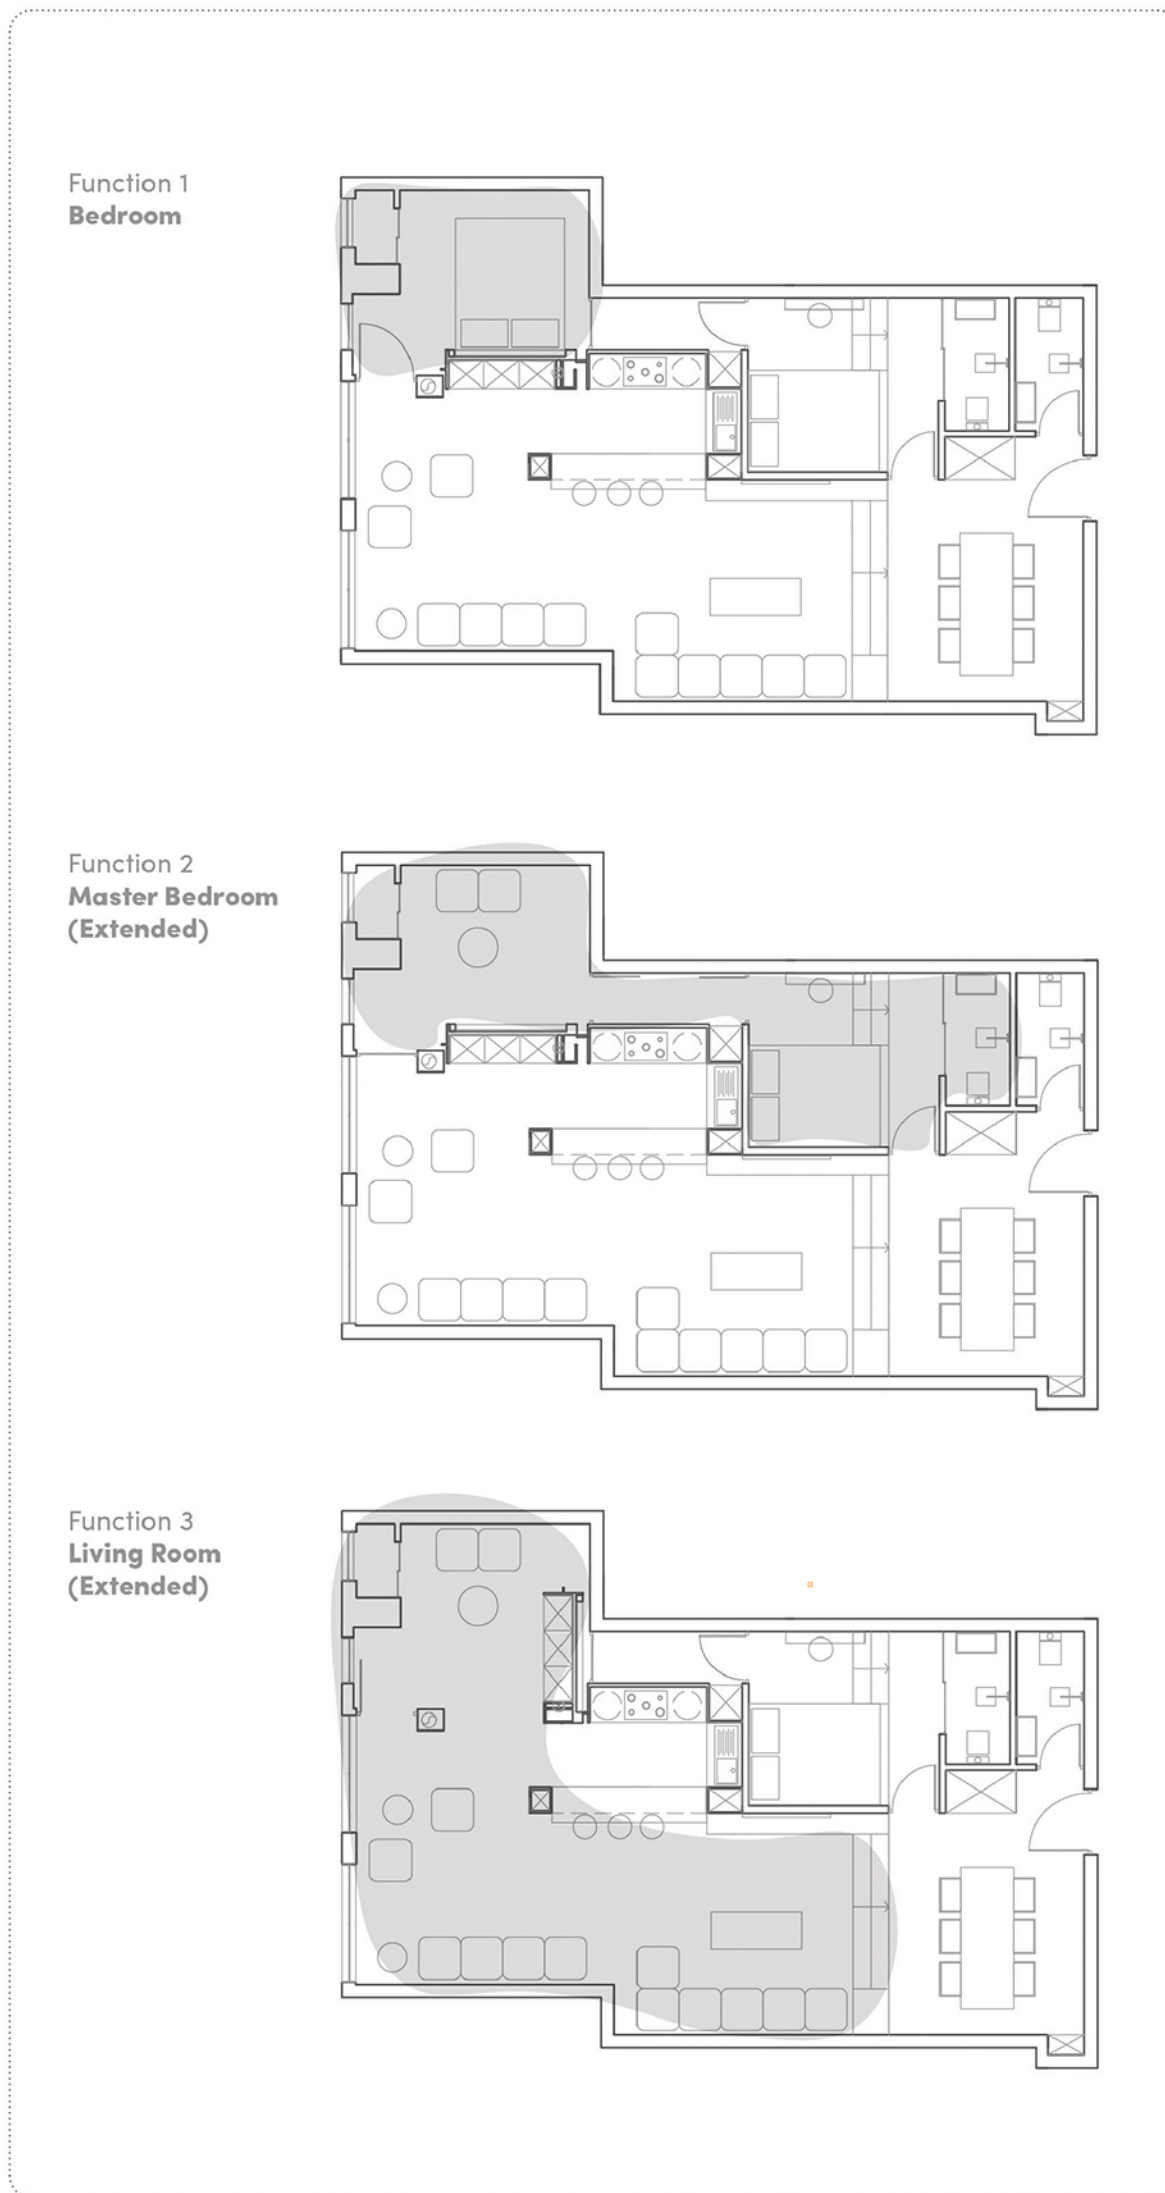 Function 1
Bedroom
Function 2
Master Bedroom
(Extended)
Function 3
Living Room
(Extended)